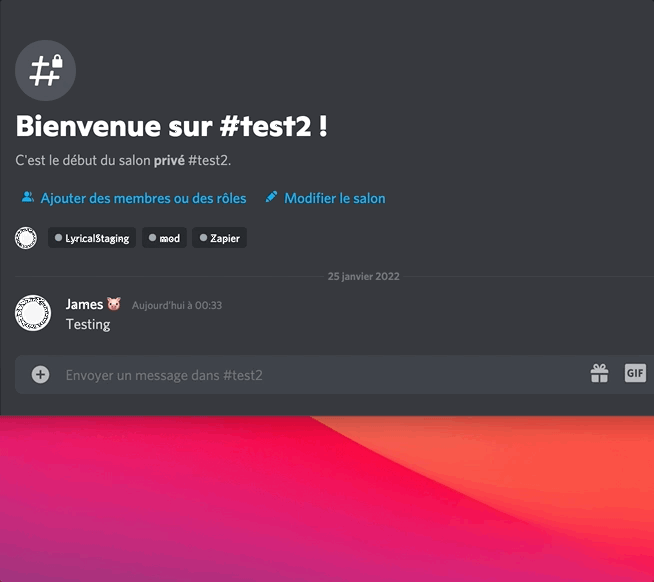 Bienvenue sur #test2 !
C'est le début du salon privé #test2.
Ajouter des membres ou des rôles Modifier le salon
LyricalStaging mod Zapier
25 janvier 2022
James 🐷 Aujourd'hui à 00:33
Testing
Envoyer un message dans #test2 GIF